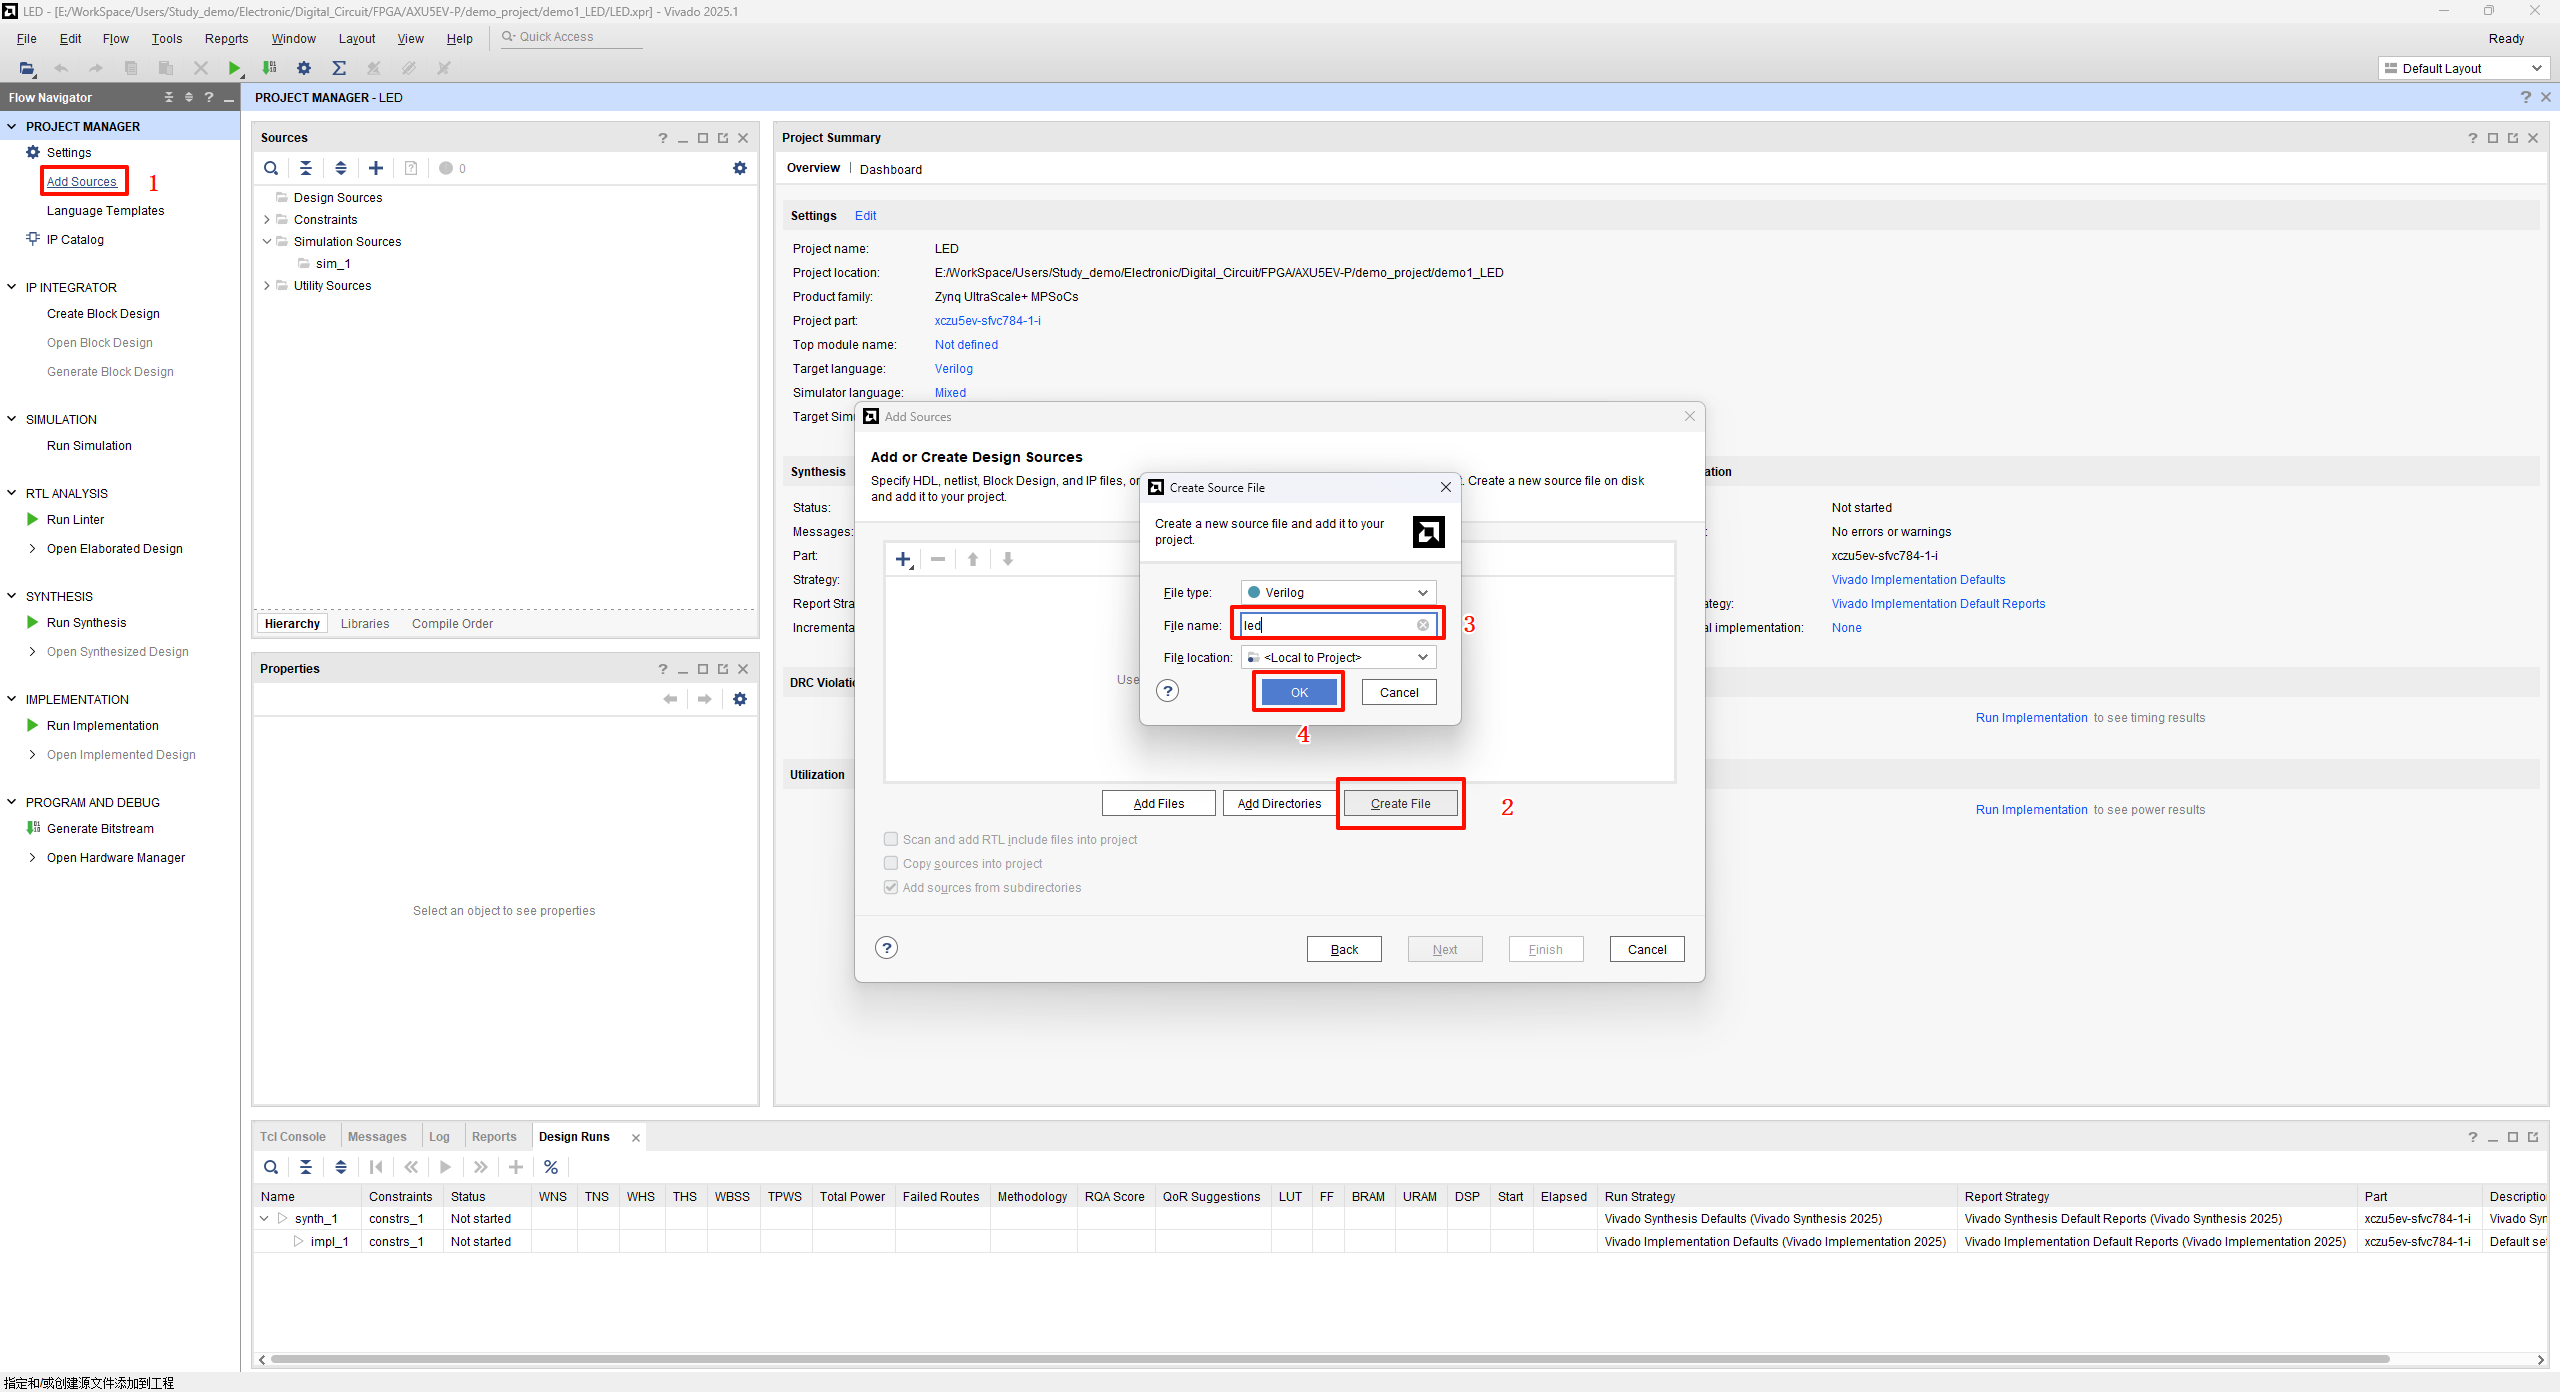 LED - [E:/WorkSpace/Users/Study_demo/Electronic/Digital_Circuit/FPGA/AXU5EV-P/demo_project/demo1_LED/LED.xpr] - Vivado 2025.1
File Edit Flow Tools Reports Window Layout View Help Quick Access
Ready
Default Layout
Flow Navigator
PROJECT MANAGER - LED
PROJECT MANAGER
Settings
Add Sources
1
Language Templates
IP Catalog
IP INTEGRATOR
Create Block Design
Open Block Design
Generate Block Design
SIMULATION
Run Simulation
RTL ANALYSIS
Run Linter
Open Elaborated Design
SYNTHESIS
Run Synthesis
Open Synthesized Design
IMPLEMENTATION
Run Implementation
Open Implemented Design
PROGRAM AND DEBUG
Generate Bitstream
Open Hardware Manager
Sources
0
Design Sources
Constraints
Simulation Sources
sim_1
Utility Sources
Hierarchy Libraries Compile Order
Properties
Select an object to see properties
Project Summary
Overview | Dashboard
Settings Edit
Project name: LED
Project location: E:/WorkSpace/Users/Study_demo/Electronic/Digital_Circuit/FPGA/AXU5EV-P/demo_project/demo1_LED
Product family: Zynq UltraScale+ MPSoCs
Project part: xczu5ev-sfvc784-1-i
Top module name: Not defined
Target language: Verilog
Simulator language: Mixed
Target Sim
Synthesis
Status:
Messages:
Part:
Strategy:
Report Stra
Incrementa
DRC Violatio
Utilization
ation
Not started
: No errors or warnings
xczu5ev-sfvc784-1-i
Vivado Implementation Defaults
ategy: Vivado Implementation Default Reports
al implementation: None
Run Implementation to see timing results
Run Implementation to see power results
Add Sources
Add or Create Design Sources
Specify HDL, netlist, Block Design, and IP files, or
. Create a new source file on disk
and add it to your project.
Use
Add Files Add Directories Create File
2
Scan and add RTL include files into project
Copy sources into project
Add sources from subdirectories
? Back Next Finish Cancel
Create Source File
Create a new source file and add it to your
project.
File type: Verilog
File name: led
3
File location: <Local to Project>
? OK Cancel
4
Tcl Console Messages Log Reports Design Runs
Name Constraints Status WNS TNS WHS THS WBSS TPWS Total Power Failed Routes Methodology RQA Score QoR Suggestions LUT FF BRAM URAM DSP Start Elapsed Run Strategy Report Strategy Part Descriptio
synth_1 constrs_1 Not started Vivado Synthesis Defaults (Vivado Synthesis 2025) Vivado Synthesis Default Reports (Vivado Synthesis 2025) xczu5ev-sfvc784-1-i Vivado Syn
impl_1 constrs_1 Not started Vivado Implementation Defaults (Vivado Implementation 2025) Vivado Implementation Default Reports (Vivado Implementation 2025) xczu5ev-sfvc784-1-i Default se
指定和/或创建源文件添加到工程